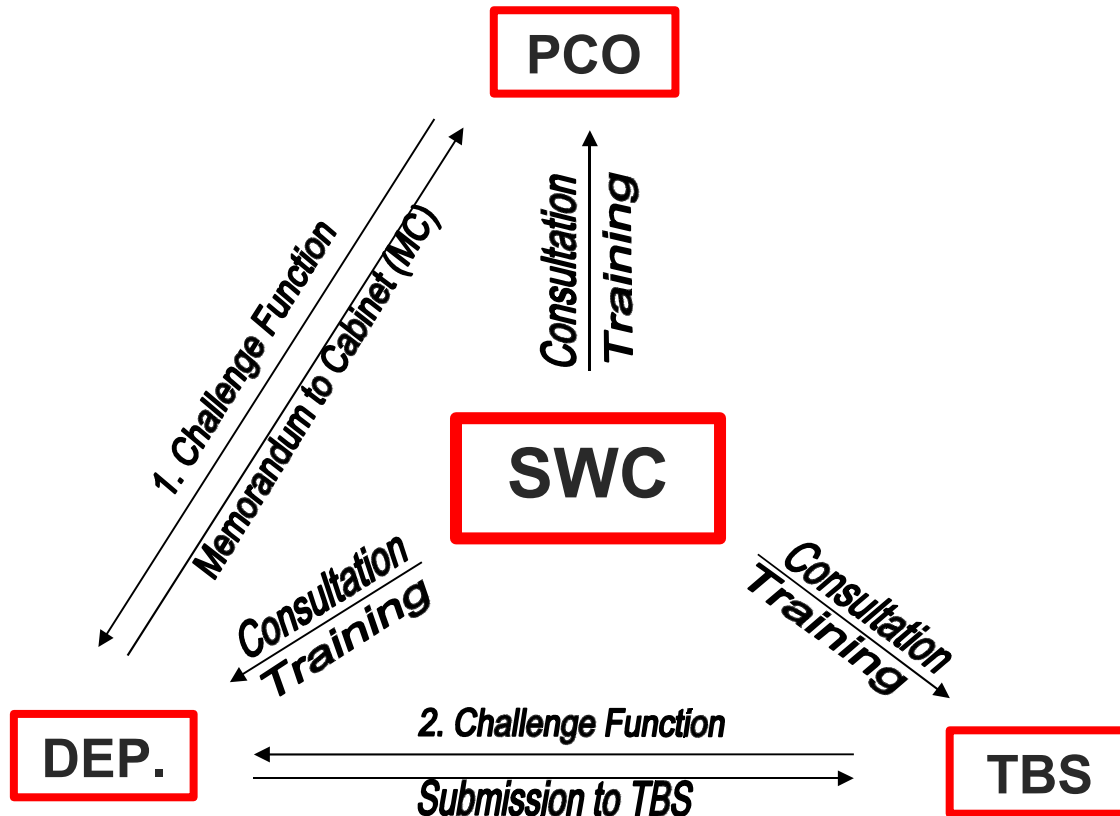 PCO
Consultation
Training
1. Challenge Function
Memorandum to Cabinet (MC)
SWC
Consultation
Training
Consultation
Training
2. Challenge Function
DEP.
TBS
Submission to TBS